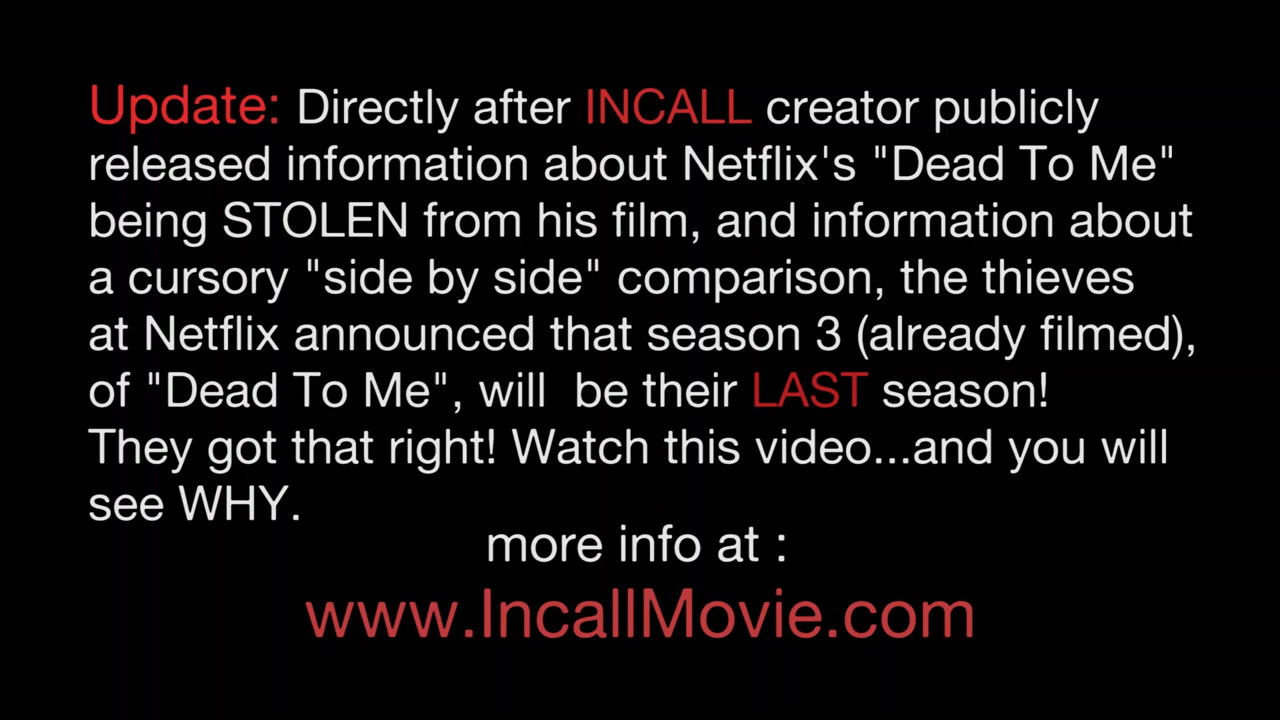 Update: Directly after INCALL creator publicly
released information about Netflix's "Dead To Me"
being STOLEN from his film, and information about
a cursory "side by side" comparison, the thieves
at Netflix announced that season 3 (already filmed),
of "Dead To Me", will  be their LAST season!
They got that right! Watch this video...and you will
see WHY.
more info at :
www.IncallMovie.com